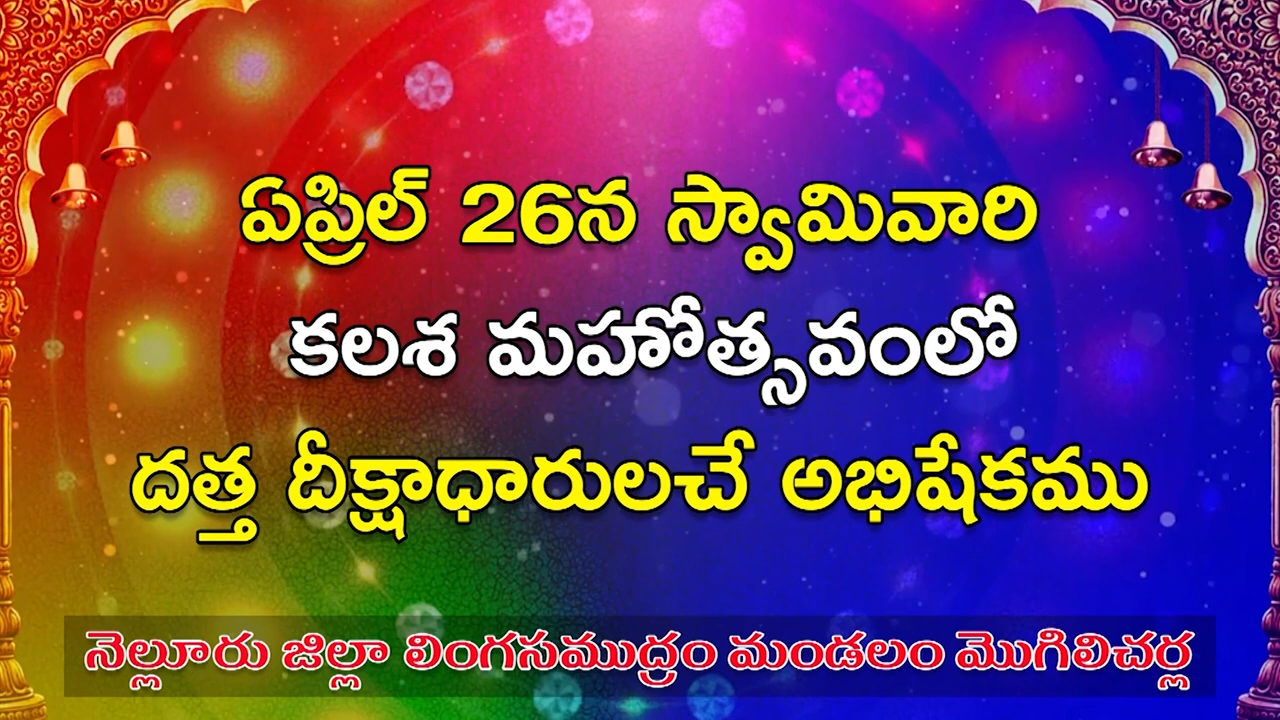 ఏప్రిల్ 26న స్వామివారి
కలశ మహోత్సవంలో
దత్త దీక్షాధారులచే అభిషేకము
నెల్లూరు జిల్లా లింగసముద్రం మండలం మొగిలిచర్ల